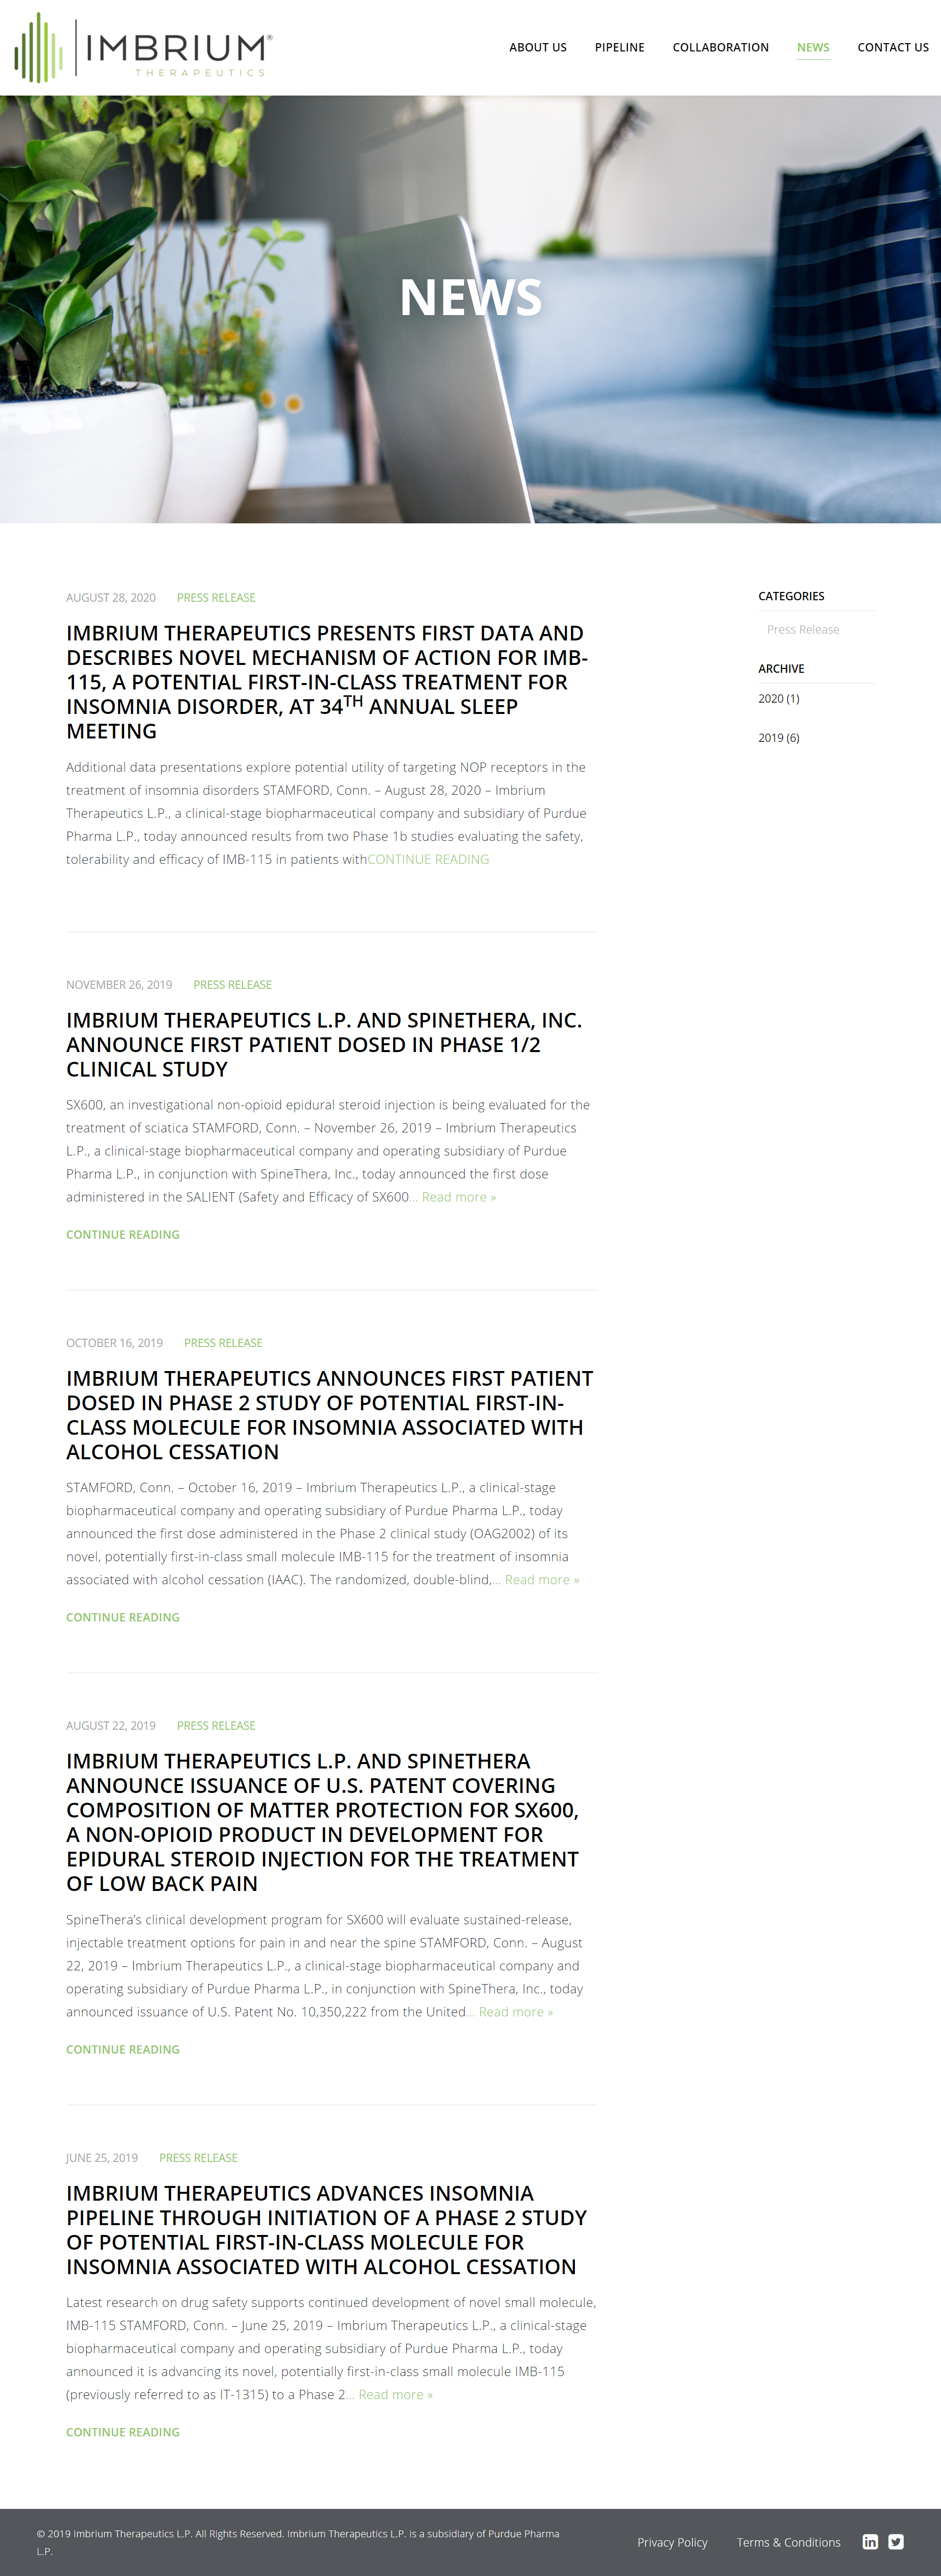 IMBRIUM®
THERAPEUTICS
ABOUT US
PIPELINE
COLLABORATION
NEWS
CONTACT US
NEWS
AUGUST 28, 2020 PRESS RELEASE
IMBRIUM THERAPEUTICS PRESENTS FIRST DATA AND
DESCRIBES NOVEL MECHANISM OF ACTION FOR IMB-
115, A POTENTIAL FIRST-IN-CLASS TREATMENT FOR
INSOMNIA DISORDER, AT 34TH ANNUAL SLEEP
MEETING
Additional data presentations explore potential utility of targeting NOP receptors in the
treatment of insomnia disorders STAMFORD, Conn. – August 28, 2020 – Imbrium
Therapeutics L.P., a clinical-stage biopharmaceutical company and subsidiary of Purdue
Pharma L.P., today announced results from two Phase 1b studies evaluating the safety,
tolerability and efficacy of IMB-115 in patients withCONTINUE READING
NOVEMBER 26, 2019 PRESS RELEASE
IMBRIUM THERAPEUTICS L.P. AND SPINETHERA, INC.
ANNOUNCE FIRST PATIENT DOSED IN PHASE 1/2
CLINICAL STUDY
SX600, an investigational non-opioid epidural steroid injection is being evaluated for the
treatment of sciatica STAMFORD, Conn. – November 26, 2019 – Imbrium Therapeutics
L.P., a clinical-stage biopharmaceutical company and operating subsidiary of Purdue
Pharma L.P., in conjunction with SpineThera, Inc., today announced the first dose
administered in the SALIENT (Safety and Efficacy of SX600... Read more »
CONTINUE READING
OCTOBER 16, 2019 PRESS RELEASE
IMBRIUM THERAPEUTICS ANNOUNCES FIRST PATIENT
DOSED IN PHASE 2 STUDY OF POTENTIAL FIRST-IN-
CLASS MOLECULE FOR INSOMNIA ASSOCIATED WITH
ALCOHOL CESSATION
STAMFORD, Conn. – October 16, 2019 – Imbrium Therapeutics L.P., a clinical-stage
biopharmaceutical company and operating subsidiary of Purdue Pharma L.P., today
announced the first dose administered in the Phase 2 clinical study (OAG2002) of its
novel, potentially first-in-class small molecule IMB-115 for the treatment of insomnia
associated with alcohol cessation (IAAC). The randomized, double-blind,... Read more »
CONTINUE READING
AUGUST 22, 2019 PRESS RELEASE
IMBRIUM THERAPEUTICS L.P. AND SPINETHERA
ANNOUNCE ISSUANCE OF U.S. PATENT COVERING
COMPOSITION OF MATTER PROTECTION FOR SX600,
A NON-OPIOID PRODUCT IN DEVELOPMENT FOR
EPIDURAL STEROID INJECTION FOR THE TREATMENT
OF LOW BACK PAIN
SpineThera’s clinical development program for SX600 will evaluate sustained-release,
injectable treatment options for pain in and near the spine STAMFORD, Conn. – August
22, 2019 – Imbrium Therapeutics L.P., a clinical-stage biopharmaceutical company and
operating subsidiary of Purdue Pharma L.P., in conjunction with SpineThera, Inc., today
announced issuance of U.S. Patent No. 10,350,222 from the United... Read more »
CONTINUE READING
JUNE 25, 2019 PRESS RELEASE
IMBRIUM THERAPEUTICS ADVANCES INSOMNIA
PIPELINE THROUGH INITIATION OF A PHASE 2 STUDY
OF POTENTIAL FIRST-IN-CLASS MOLECULE FOR
INSOMNIA ASSOCIATED WITH ALCOHOL CESSATION
Latest research on drug safety supports continued development of novel small molecule,
IMB-115 STAMFORD, Conn. – June 25, 2019 – Imbrium Therapeutics L.P., a clinical-stage
biopharmaceutical company and operating subsidiary of Purdue Pharma L.P., today
announced it is advancing its novel, potentially first-in-class small molecule IMB-115
(previously referred to as IT-1315) to a Phase 2... Read more »
CONTINUE READING
CATEGORIES
Press Release
ARCHIVE
2020 (1)
2019 (6)
© 2019 Imbrium Therapeutics L.P. All Rights Reserved. Imbrium Therapeutics L.P. is a subsidiary of Purdue Pharma
L.P.
Privacy Policy
Terms & Conditions
in